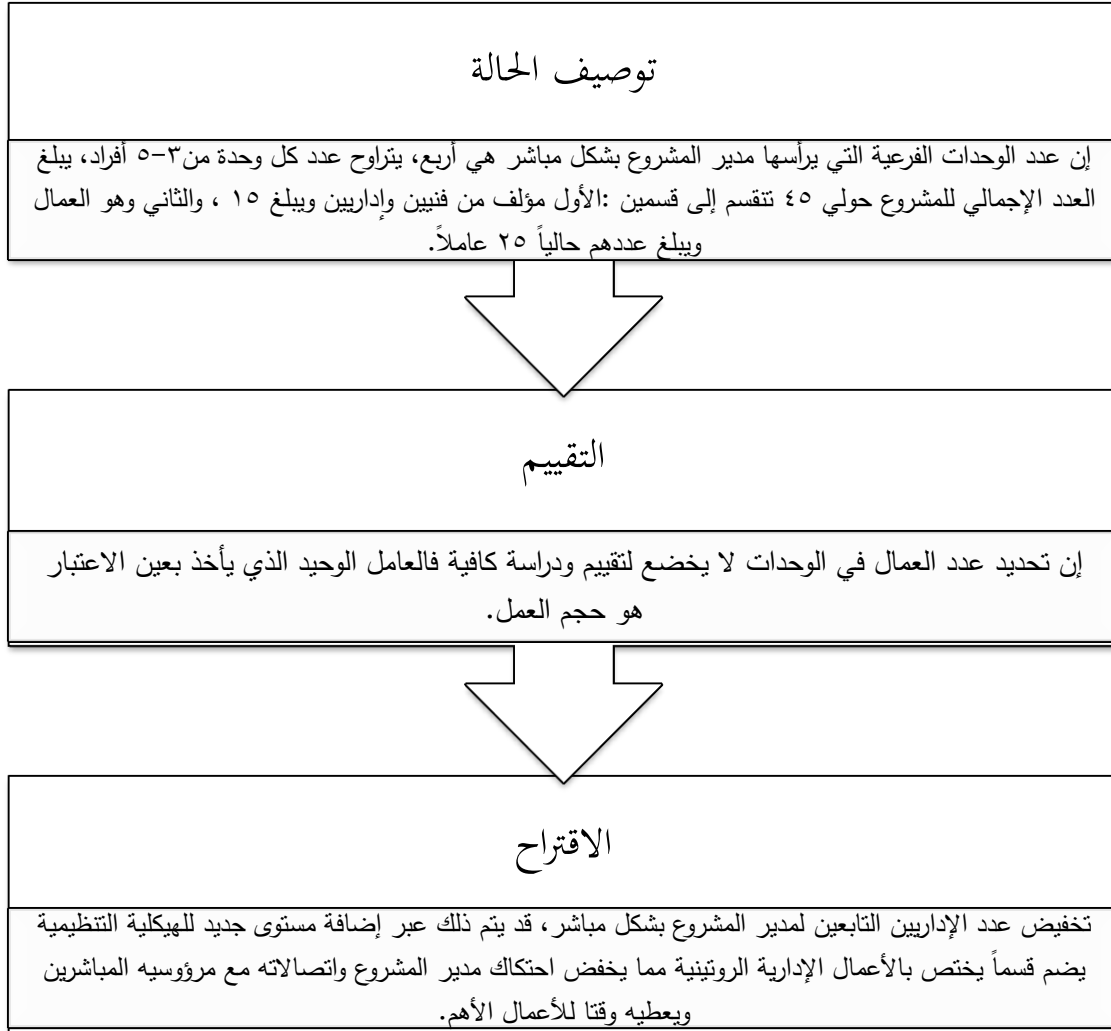 توصيف الحالة
إن عدد الوحدات الفرعية التي يرأسها مدير المشروع بشكل مباشر هي أربع، يتراوح عدد كل وحدة من٣-٥ أفراد، يبلغ
العدد الإجمالي للمشروع حولي ٤٥ تنقسم إلى قسمين :الأول مؤلف من فنيين وإداريين ويبلغ ١٥ ، والثاني وهو العمال
ويبلغ عددهم حالياً ٢٥ عاملاً.
التقييم
إن تحديد عدد العمال في الوحدات لا يخضع لتقييم ودراسة كافية فالعامل الوحيد الذي يأخذ بعين الاعتبار
هو حجم العمل.
الاقتراح
تخفيض عدد الإداريين التابعين لمدير المشروع بشكل مباشر، قد يتم ذلك عبر إضافة مستوى جديد للهيكلية التنظيمية
يضم قسماً يختص بالأعمال الإدارية الروتينية مما يخفض احتكاك مدير المشروع واتصالاته مع مرؤوسيه المباشرين
ويعطيه وقتا للأعمال الأهم.